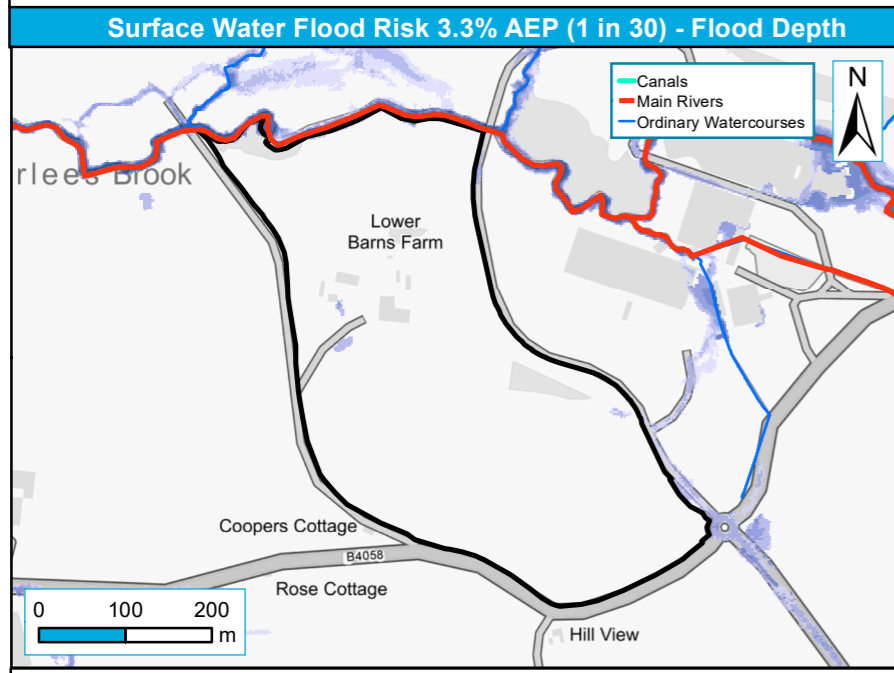 Surface Water Flood Risk 3.3% AEP (1 in 30) - Flood Depth
Canals
Main Rivers
Ordinary Watercourses
N
rlees Brook
Lower
Barns Farm
Coopers Cottage
B4058
Rose Cottage
Hill View
0 100 200
m